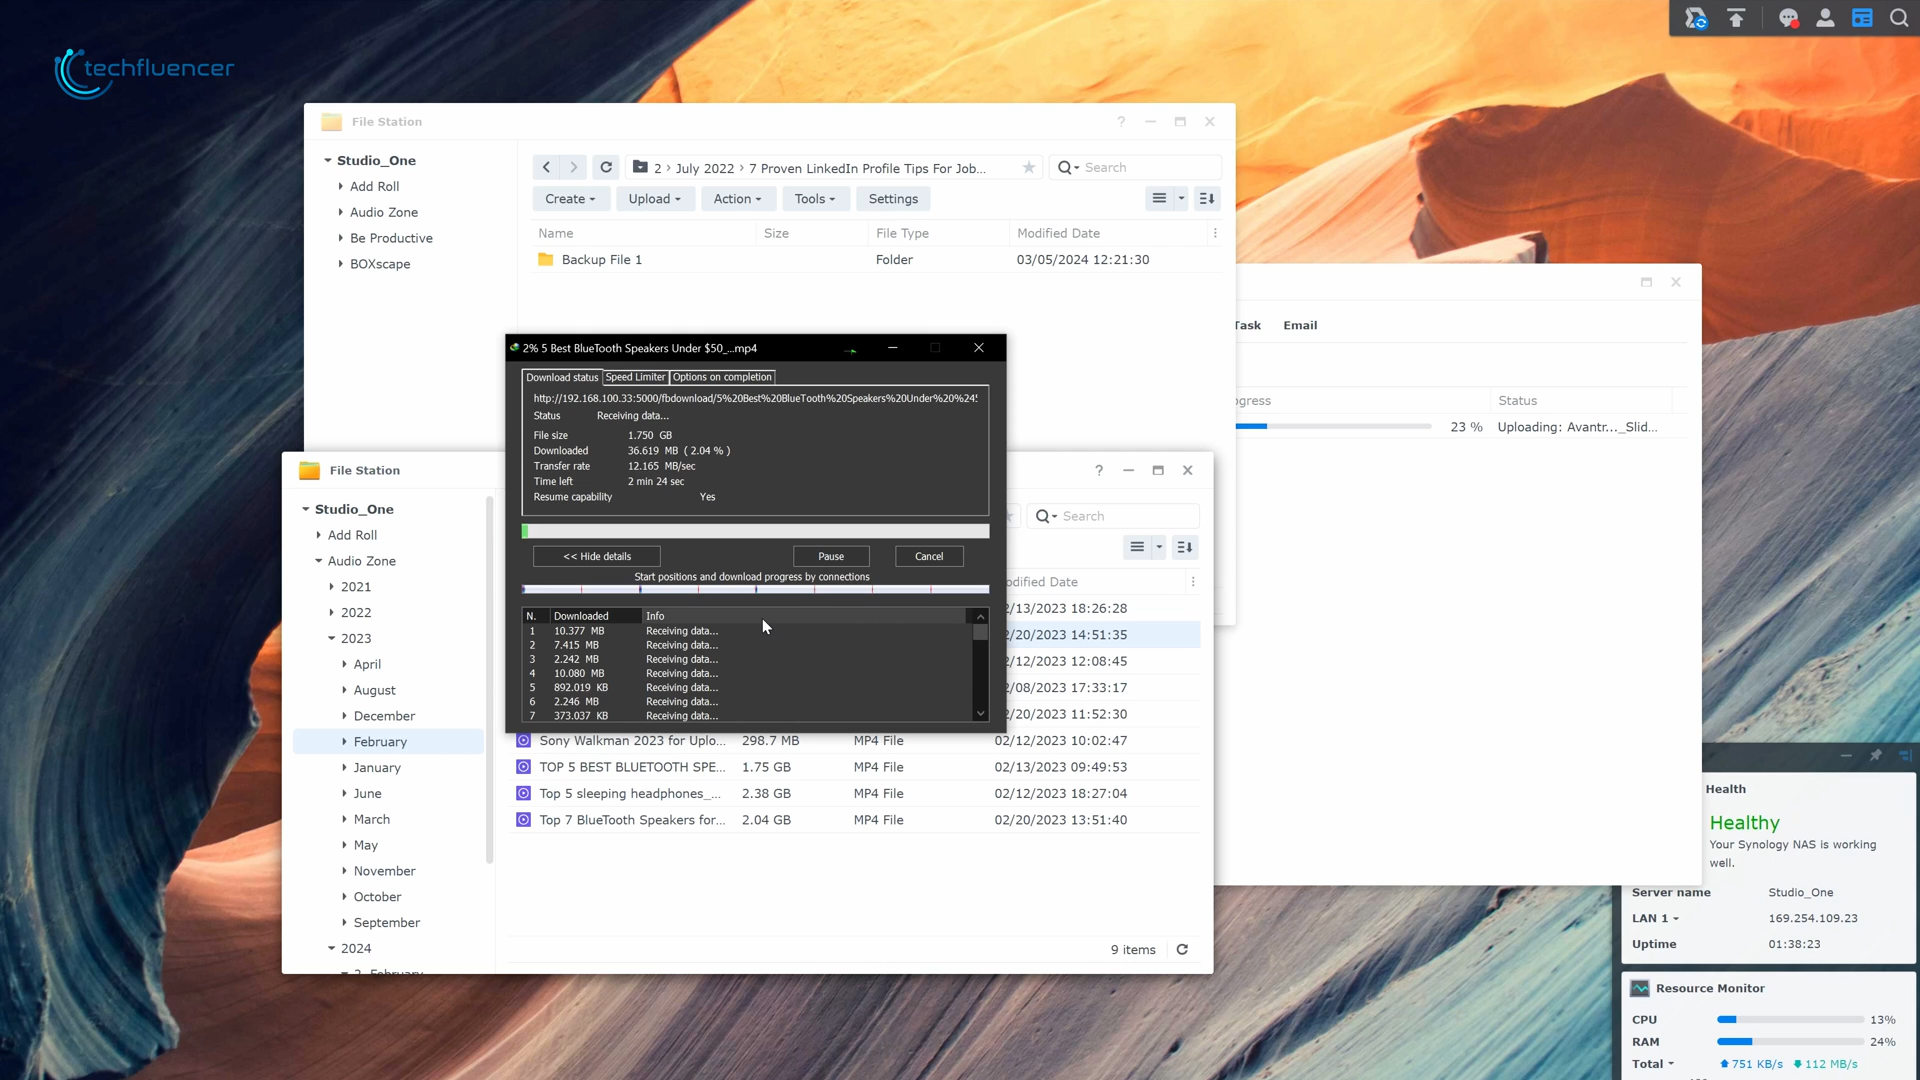 techfluencer
File Station
Studio_One
Add Roll
Audio Zone
Be Productive
BOXscape
2 › July 2022 › 7 Proven LinkedIn Profile Tips For Job...
Search
Create Upload Action Tools Settings
Name Size File Type Modified Date
Backup File 1 Folder 03/05/2024 12:21:30
Task Email
ogress Status
23 % Uploading: Avantr..._Slid...
2% 5 Best BlueTooth Speakers Under $50_...mp4
Download status Speed Limiter Options on completion
http://192.168.100.33:5000/fbdownload/5%20Best%20BlueTooth%20Speakers%20Under%20%24!
Status Receiving data...
File size 1.750 GB
Downloaded 36.619 MB ( 2.04 % )
Transfer rate 12.165 MB/sec
Time left 2 min 24 sec
Resume capability Yes
<< Hide details Pause Cancel
Start positions and download progress by connections
N. Downloaded Info
1 10.377 MB Receiving data...
2 7.415 MB Receiving data...
3 2.242 MB Receiving data...
4 10.080 MB Receiving data...
5 892.019 KB Receiving data...
6 2.246 MB Receiving data...
7 373.037 KB Receiving data...
File Station
Search
Studio_One
Add Roll
Audio Zone
2021
2022
2023
April
August
December
February
January
June
March
May
November
October
September
2024
2. February
odified Date
2/13/2023 18:26:28
2/20/2023 14:51:35
2/12/2023 12:08:45
2/08/2023 17:33:17
2/20/2023 11:52:30
Sony Walkman 2023 for Uplo... 298.7 MB MP4 File 02/12/2023 10:02:47
TOP 5 BEST BLUETOOTH SPE... 1.75 GB MP4 File 02/13/2023 09:49:53
Top 5 sleeping headphones_... 2.38 GB MP4 File 02/12/2023 18:27:04
Top 7 BlueTooth Speakers for... 2.04 GB MP4 File 02/20/2023 13:51:40
9 items
Health
Healthy
Your Synology NAS is working
well.
Server name Studio_One
LAN 1 169.254.109.23
Uptime 01:38:23
Resource Monitor
CPU 13%
RAM 24%
Total 751 KB/s 112 MB/s